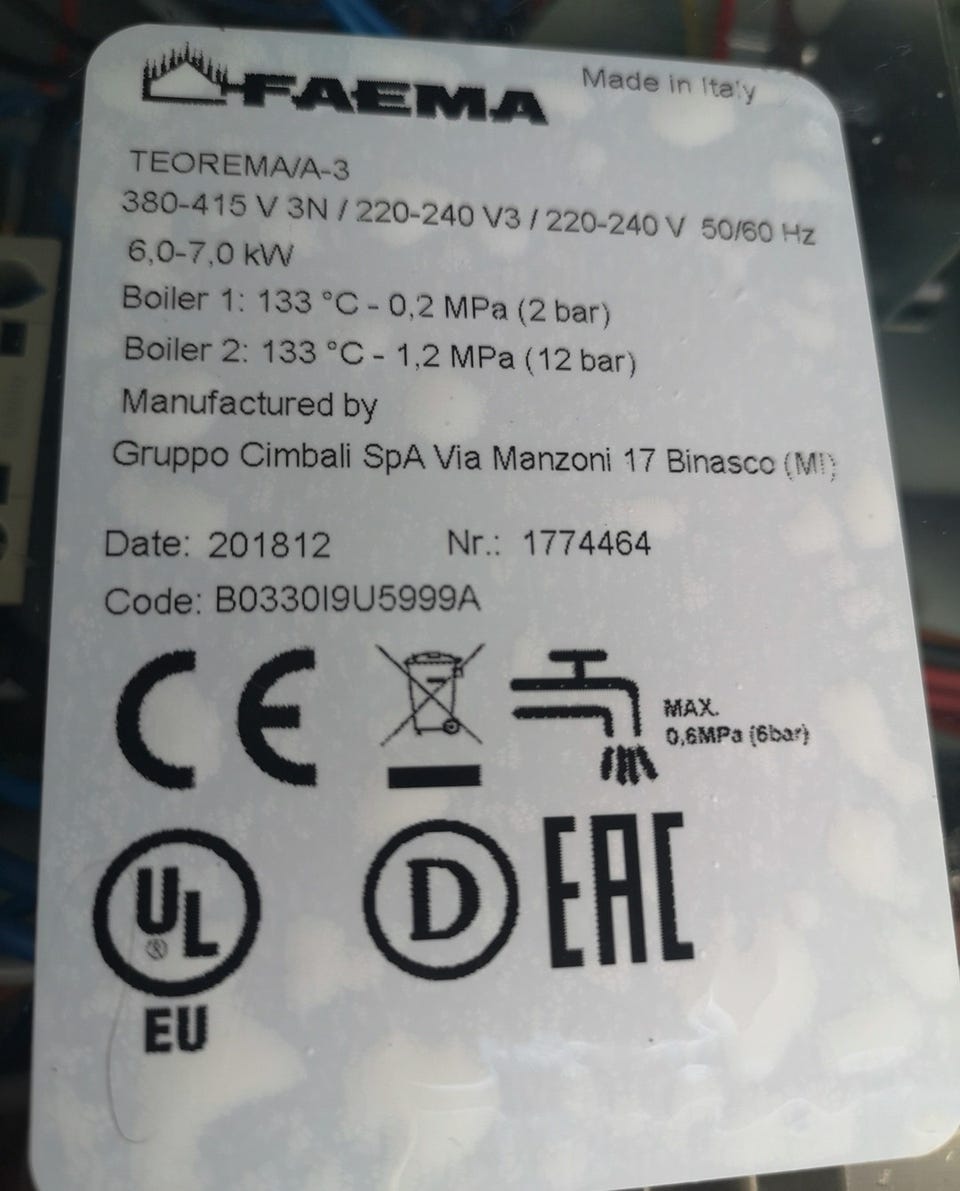 FAEMA
Made in Italy
TEOREMA/A-3
380-415 V 3N / 220-240 V3 / 220-240 V 50/60 Hz
6,0-7,0 kW
Boiler 1: 133 °C - 0,2 MPa (2 bar)
Boiler 2: 133 °C - 1,2 MPa (12 bar)
Manufactured by
Gruppo Cimbali SpA Via Manzoni 17 Binasco (MI)
Date: 201812 Nr.: 1774464
Code: B0330I9U5999A
CE
MAX.
0,6MPa (6bar)
UL
®
EU
D
EAC